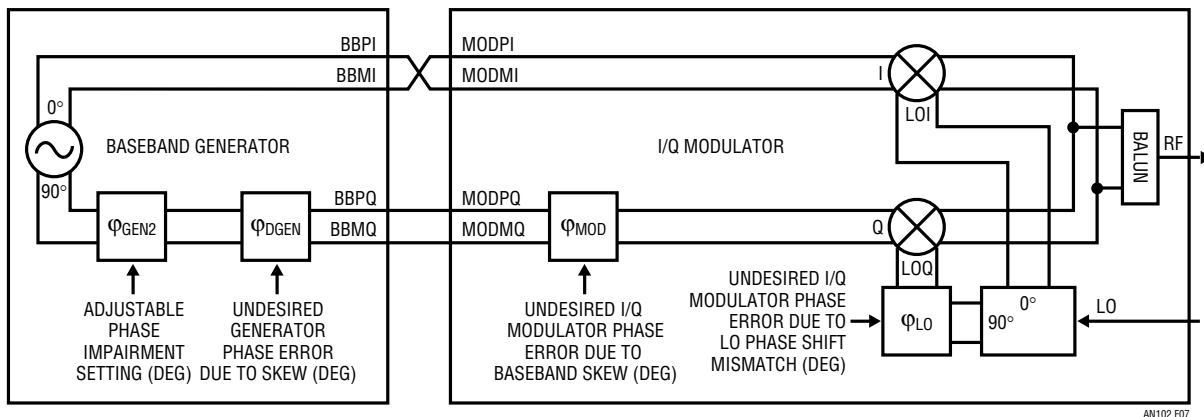 BBPI
MODPI
BBMI
MODMI
I
LOI
0°
BASEBAND GENERATOR
I/Q MODULATOR
BALUN
RF
90°
BBPQ
MODPQ
φGEN2
φDGEN
φMOD
Q
BBMQ
MODMQ
LOQ
ADJUSTABLE
PHASE
IMPAIRMENT
SETTING (DEG)
UNDESIRED
GENERATOR
PHASE ERROR
DUE TO SKEW (DEG)
UNDESIRED I/Q
MODULATOR PHASE
ERROR DUE TO
BASEBAND SKEW (DEG)
UNDESIRED I/Q
MODULATOR PHASE
ERROR DUE TO
LO PHASE SHIFT
MISMATCH (DEG)
φLO
0°
90°
LO
AN102 F07